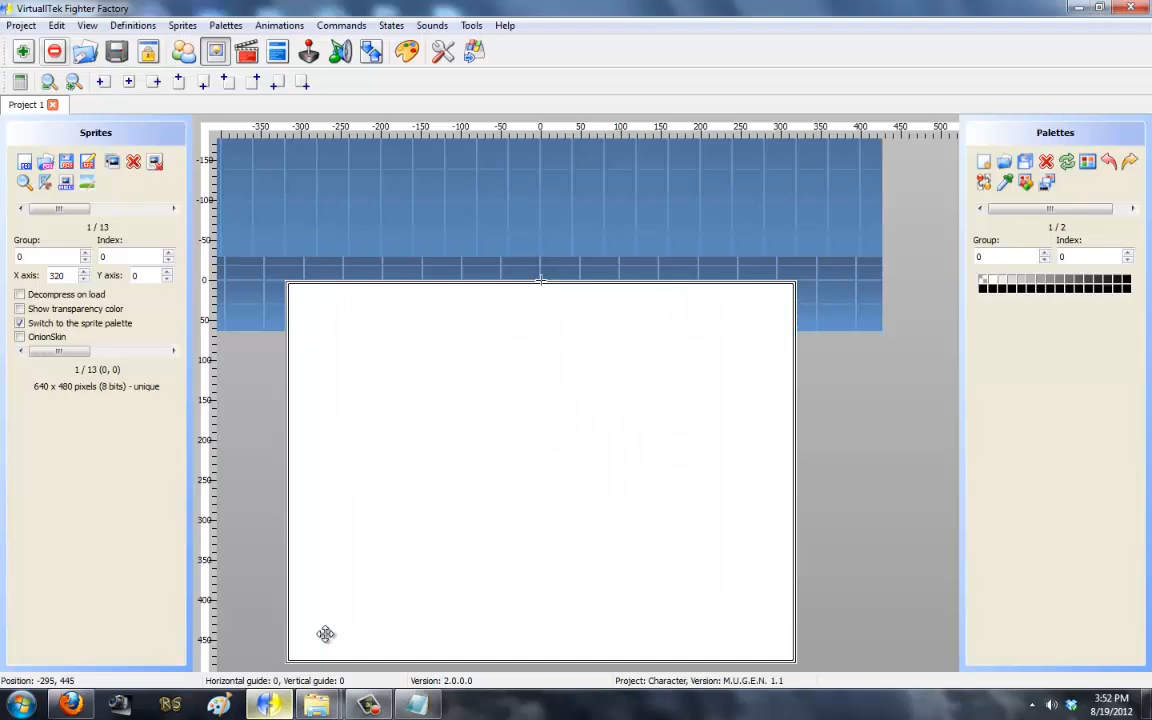 VirtuallTek Fighter Factory
Project Edit View Definitions Sprites Palettes Animations Commands States Sounds Tools Help
Project 1
Sprites
1 / 13
Group: Index:
0 0
X axis: 320 Y axis: 0
Decompress on load
Show transparency color
Switch to the sprite palette
OnionSkin
1 / 13 (0, 0)
640 x 480 pixels (8 bits) - unique
-350 -300 -250 -200 -150 -100 -50 0 50 100 150 200 250 300 350 400 450 500
-150
-100
-50
0
50
100
150
200
250
300
350
400
450
Palettes
1 / 2
Group: Index:
0 0
Position: -295, 445 Horizontal guide: 0, Vertical guide: 0 Version: 2.0.0.0 Project: Character, Version: M.U.G.E.N. 1.1
RS
3:52 PM
8/19/2012